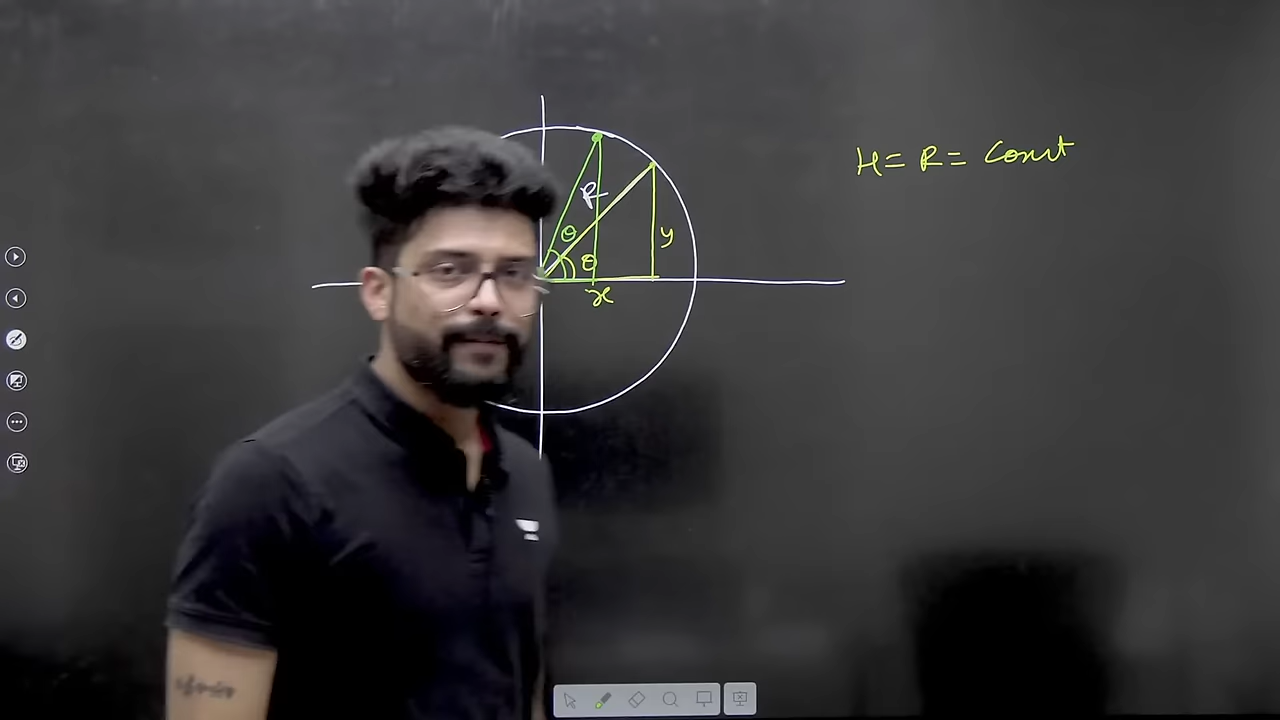 H = R = Const
R
θ
θ
y
x